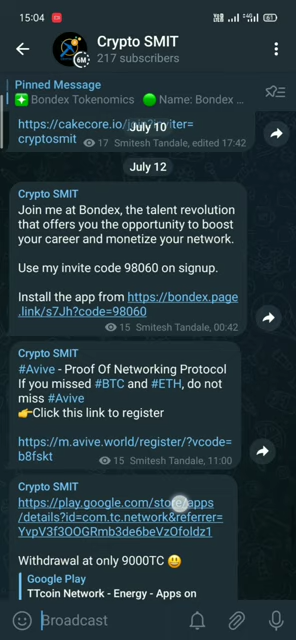 15:04
67
6M
Crypto SMIT
217 subscribers
Pinned Message
Bondex Tokenomics 🟢 Name: Bondex ...
https://cakecore.io/
July 10
cryptosmit
17 Smitesh Tandale, edited 17:42
July 12
Crypto SMIT
Join me at Bondex, the talent revolution
that offers you the opportunity to boost
your career and monetize your network.
Use my invite code 98060 on signup.
Install the app from https://bondex.page
.link/s7Jh?code=98060
15 Smitesh Tandale, 00:42
Crypto SMIT
#Avive - Proof Of Networking Protocol
If you missed #BTC and #ETH, do not
miss #Avive
👉Click this link to register
https://m.avive.world/register/?vcode=
b8fskt
15 Smitesh Tandale, 11:00
Crypto SMIT
https://play.google.com/store/apps
/details?id=com.tc.network&referrer=
YvpV3f3OOGRmb3de6beVzOfoldz1
Withdrawal at only 9000TC 😃
Google Play
TTcoin Network - Energy - Apps on
Broadcast